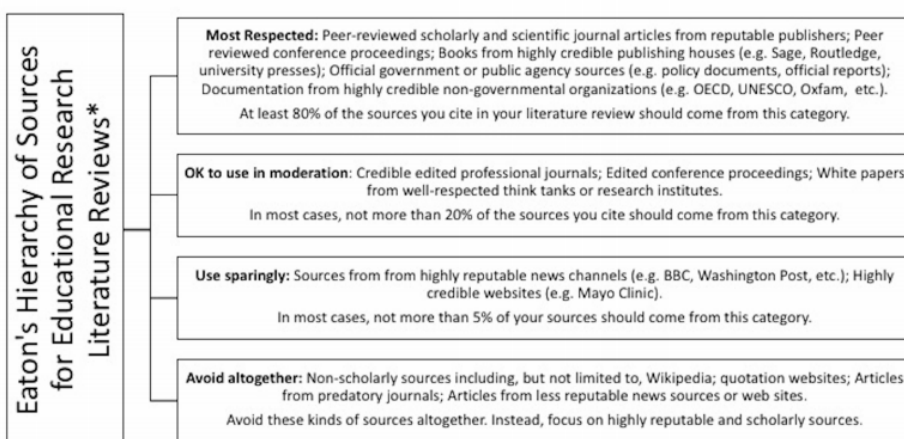 Eaton's Hierarchy of Sources
for Educational Research
Literature Reviews*
Most Respected: Peer-reviewed scholarly and scientific journal articles from reputable publishers; Peer
reviewed conference proceedings; Books from highly credible publishing houses (e.g. Sage, Routledge,
university presses); Official government or public agency sources (e.g. policy documents, official reports);
Documentation from highly credible non-governmental organizations (e.g. OECD, UNESCO, Oxfam, etc.).
At least 80% of the sources you cite in your literature review should come from this category.
OK to use in moderation: Credible edited professional journals; Edited conference proceedings; White papers
from well-respected think tanks or research institutes.
In most cases, not more than 20% of the sources you cite should come from this category.
Use sparingly: Sources from from highly reputable news channels (e.g. BBC, Washington Post, etc.); Highly
credible websites (e.g. Mayo Clinic).
In most cases, not more than 5% of your sources should come from this category.
Avoid altogether: Non-scholarly sources including, but not limited to, Wikipedia; quotation websites; Articles
from predatory journals; Articles from less reputable news sources or web sites.
Avoid these kinds of sources altogether. Instead, focus on highly reputable and scholarly sources.